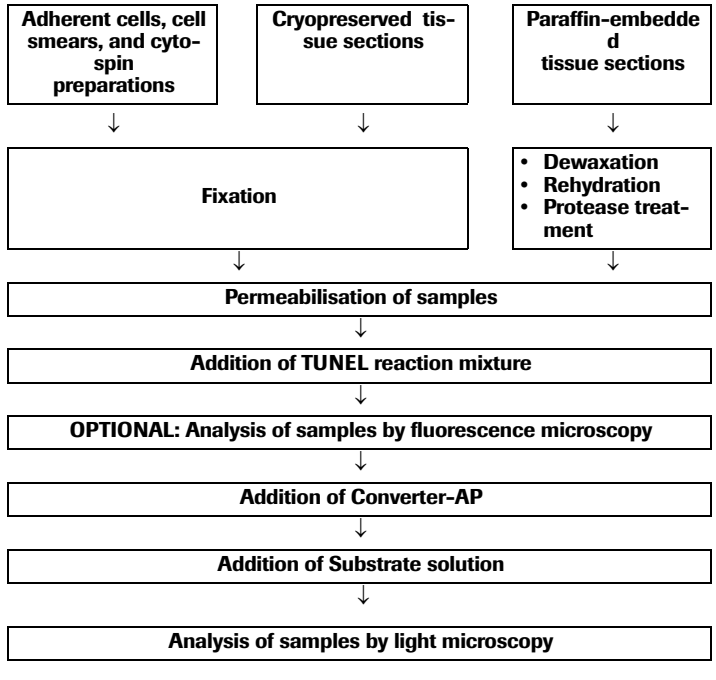 Adherent cells, cell
smears, and cyto-
spin
preparations
Cryopreserved tis-
sue sections
Paraffin-embedde
d
tissue sections
↓ ↓ ↓
Fixation
• Dewaxation
• Rehydration
• Protease treat-
ment
↓ ↓
Permeabilisation of samples
↓
Addition of TUNEL reaction mixture
↓
OPTIONAL: Analysis of samples by fluorescence microscopy
↓
Addition of Converter-AP
↓
Addition of Substrate solution
↓
Analysis of samples by light microscopy